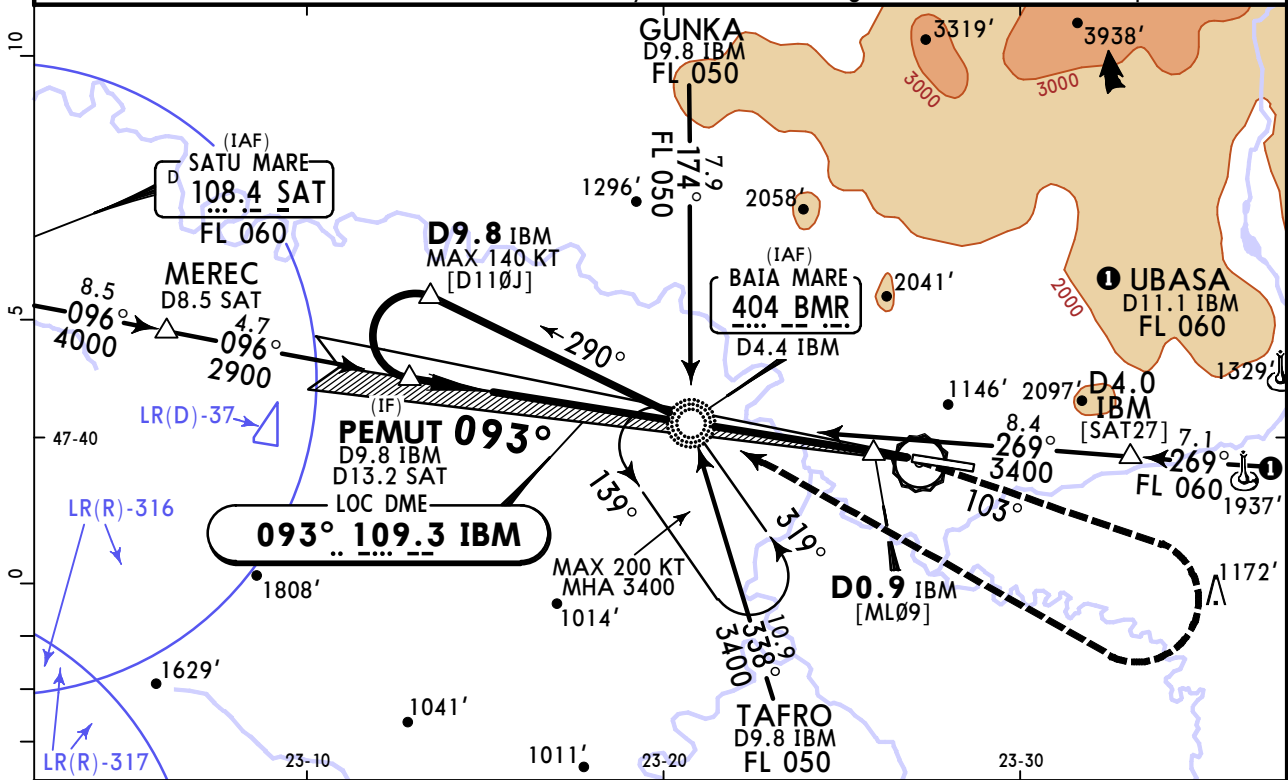 10
5
0
GUNKA
D9.8 IBM
FL 050
3319'
3938'
3000
3000
2000
(IAF)
SATU MARE
D 108.4 SAT
FL 060
1296'
7.9
174°
FL 050
2058'
D9.8 IBM
MAX 140 KT
[D110J]
(IAF)
BAIA MARE
404 BMR
D4.4 IBM
2041'
1 UBASA
D11.1 IBM
FL 060
MEREC
D8.5 SAT
8.5
096°
4000
4.7
096°
2900
290°
1329'
1146'
2097'
D4.0
IBM
[SAT27]
LR(D)-37
47-40
(IF)
PEMUT
D9.8 IBM
D13.2 SAT
093°
8.4
269°
3400
7.1
269°
FL 060
1
1937'
LOC DME
093° 109.3 IBM
139°
319°
103°
LR(R)-316
MAX 200 KT
MHA 3400
D0.9 IBM
[ML09]
1172'
1808'
1014'
10.9
338°
3400
1629'
1041'
TAFRO
D9.8 IBM
FL 050
LR(R)-317
1011'
23-10
23-20
23-30